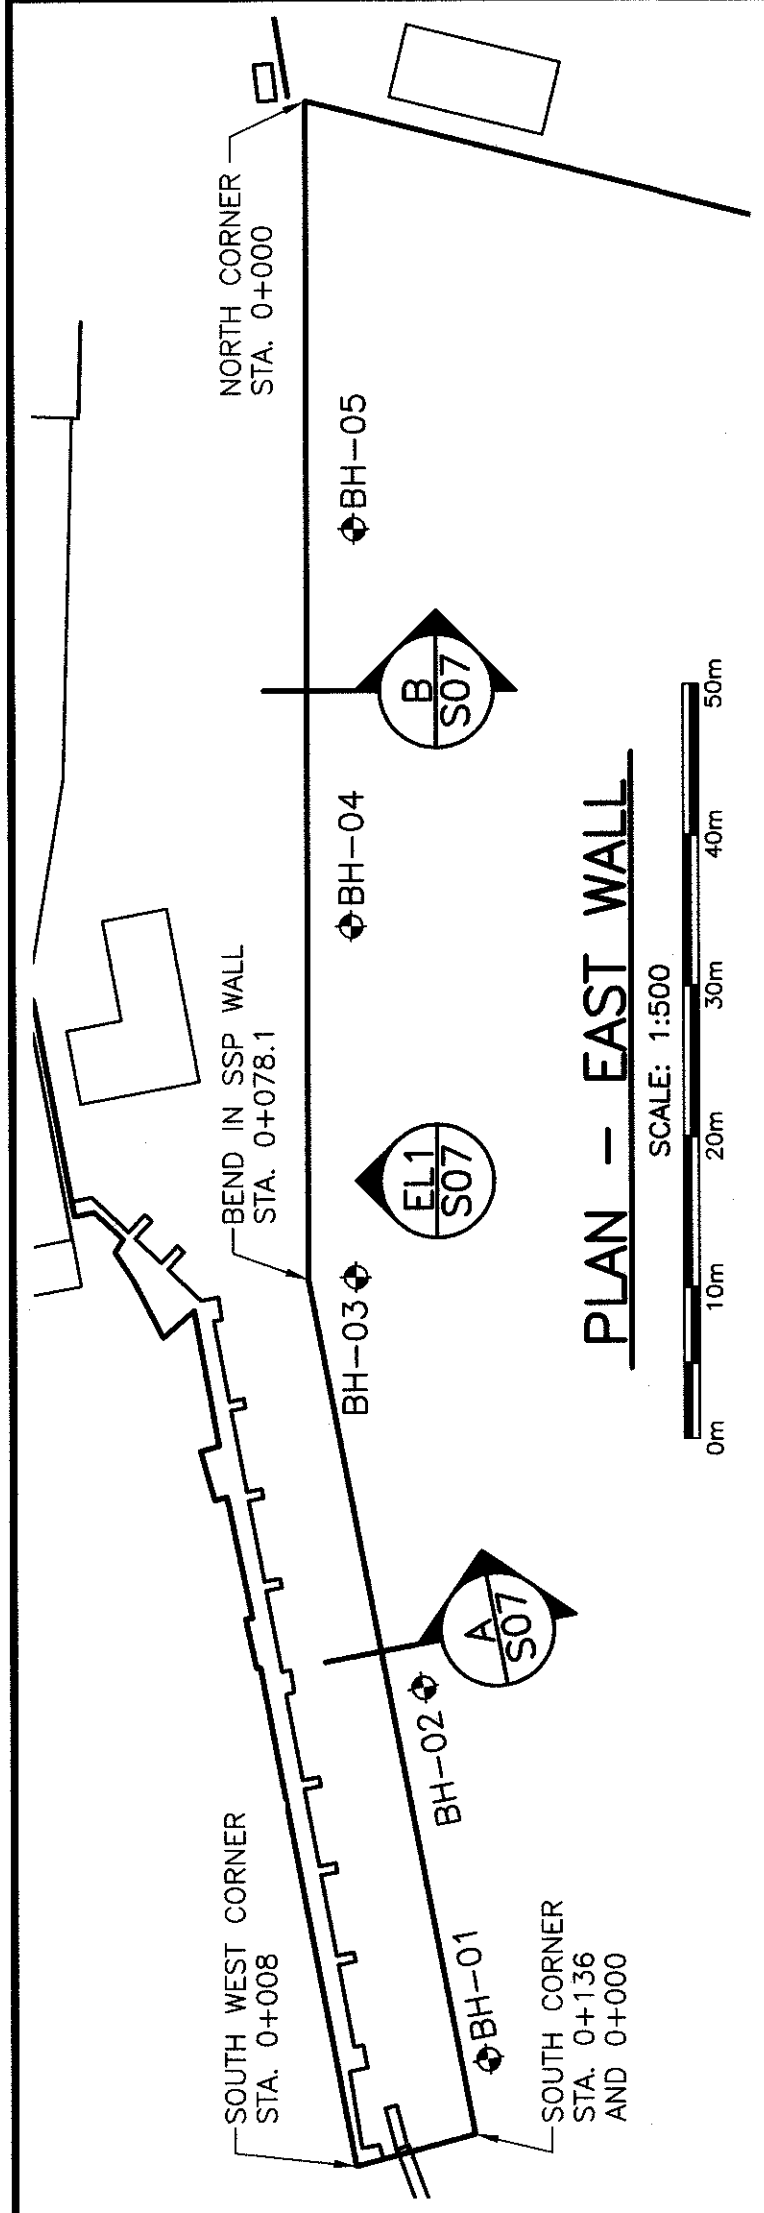 SOUTH WEST CORNER
STA. 0+008
BEND IN SSP WALL
STA. 0+078.1
NORTH CORNER
STA. 0+000
BH-03
BH-04
BH-05
BH-02
BH-01
A
S07
EL1
S07
B
S07
SOUTH CORNER
STA. 0+136
AND 0+000
PLAN - EAST WALL
SCALE: 1:500
0m 10m 20m 30m 40m 50m